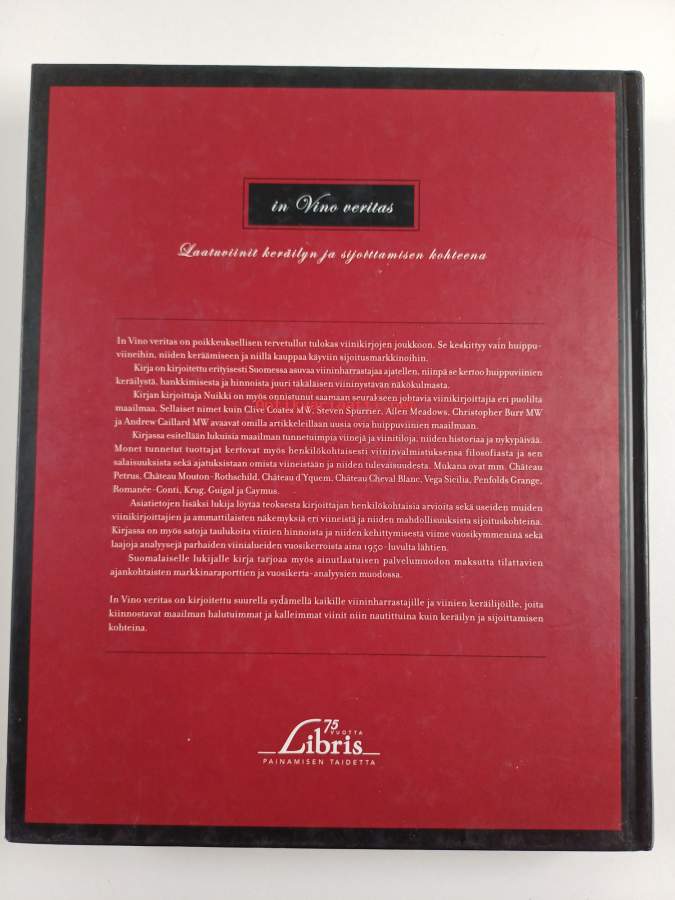 in Vino veritas
Laatuviinit keräilyn ja sijoittamisen kohteena
In Vino veritas on poikkeuksellisen tervetullut tulokas viinikirjojen joukkoon. Se keskittyy vain huippu-
viineihin, niiden keräämiseen ja niillä kauppaa käyviin sijoitusmarkkinoihin.
Kirja on kirjoitettu erityisesti Suomessa asuvaa viininharrastajaa ajatellen, niinpä se kertoo huippuviinien
keräilystä, hankkimisesta ja hinnoista juuri täkäläisen viininystävän näkökulmasta.
Kirjan kirjoittaja Nuikki on myös onnistunut saamaan seurakseen johtavia viinikirjoittajia eri puolilta
maailmaa. Sellaiset nimet kuin Clive Coates MW, Steven Spurrier, Allen Meadows, Christopher Burr MW
ja Andrew Caillard MW avaavat omilla artikkeleillaan uusia ovia huippuviinien maailmaan.
Kirjassa esitellään lukuisia maailman tunnetuimpia viinejä ja viinitiloja, niiden historiaa ja nykypäivää.
Monet tunnetut tuottajat kertovat myös henkilökohtaisesti viininvalmistuksensa filosofiasta ja sen
salaisuuksista sekä ajatuksistaan omista viineistään ja niiden tulevaisuudesta. Mukana ovat mm. Château
Petrus, Château Mouton-Rothschild, Château d'Yquem, Château Cheval Blanc, Vega Sicilia, Penfolds Grange,
Romanée-Conti, Krug, Guigal ja Caymus.
Asiatietojen lisäksi lukija löytää teoksesta kirjoittajan henkilökohtaisia arvioita sekä useiden muiden
viinikirjoittajien ja ammattilaisten näkemyksiä eri viineistä ja niiden mahdollisuuksista sijoituskohteina.
Kirjassa on myös satoja taulukoita viinien hinnoista ja niiden kehittymisestä viime vuosikymmeninä sekä
laajoja analyysejä parhaiden viinialueiden vuosikerroista aina 1950-luvulta lähtien.
Suomalaiselle lukijalle kirja tarjoaa myös ainutlaatuisen palvelumuodon maksutta tilattavien
ajankohtaisten markkinaraporttien ja vuosikerta-analyysien muodossa.
In Vino veritas on kirjoitettu suurella sydämellä kaikille viininharrastajille ja viinien keräilijöille, joita
kiinnostavat maailman halutuimmat ja kalleimmat viinit niin nautittuina kuin keräilyn ja sijoittamisen
kohteina.
75
VUOTTA
Libris
PAINAMISEN TAIDETTA